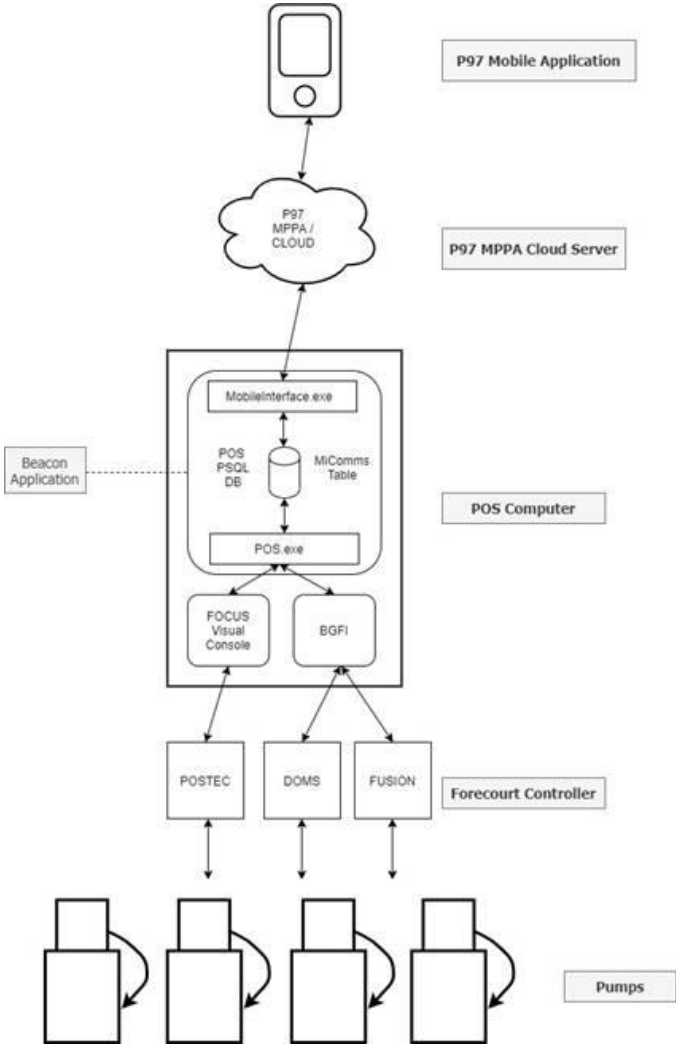 P97 Mobile Application
P97
MPPA /
CLOUD
P97 MPPA Cloud Server
MobileInterface.exe
Beacon
Application
POS
PSQL
DB
MiComms
Table
POS Computer
POS.exe
FOCUS
Visual
Console
BGFI
POSTEC
DOMS
FUSION
Forecourt Controller
Pumps